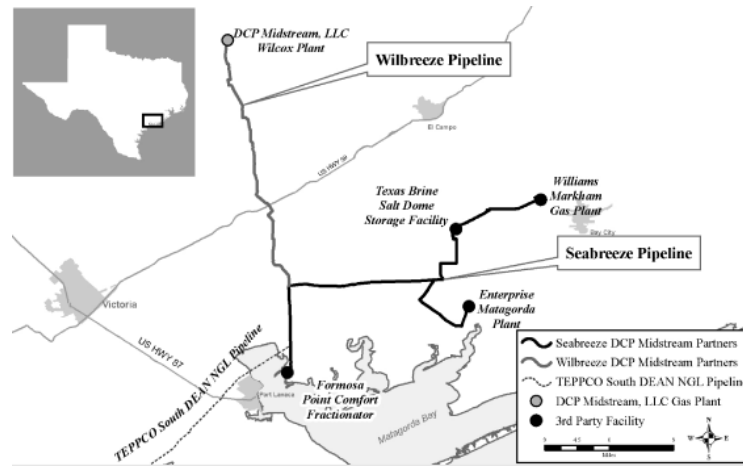 DCP Midstream, LLC
Wilcox Plant
Wilbreeze Pipeline
El Campo
US HWY 59
Texas Brine
Salt Dome
Storage Facility
Williams
Markham
Gas Plant
Bay City
Seabreeze Pipeline
Victoria
US HWY 87
Enterprise
Matagorda
Plant
TEPPCO South DEAN NGL Pipeline
Port Lavaca
Formosa
Point Comfort
Fractionator
Matagorda Bay
Seabreeze DCP Midstream Partners
Wilbreeze DCP Midstream Partners
TEPPCO South DEAN NGL Pipeline
DCP Midstream, LLC Gas Plant
3rd Party Facility
N
W
E
S
Miles